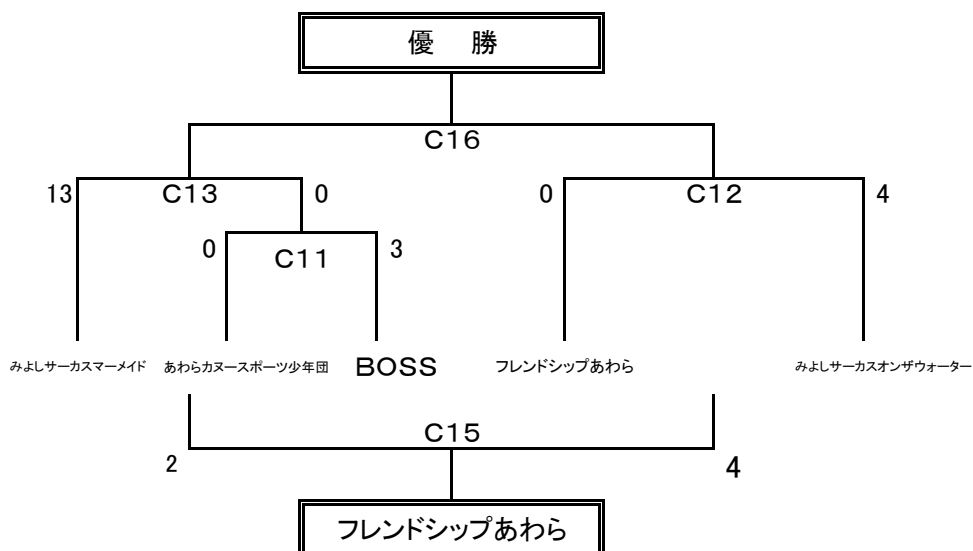 優　勝
C16
13 C13 0 0 C12 4
0 C11 3
みよしサーカスマーメイド あわらカヌースポーツ少年団 BOSS フレンドシップあわら みよしサーカスオンザウォーター
C15
2 4
フレンドシップあわら